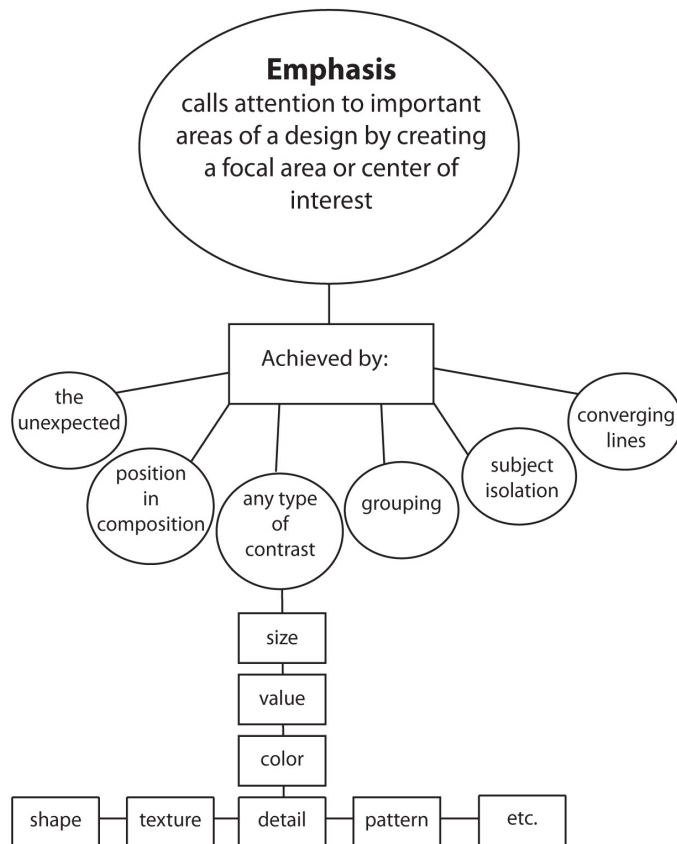 Emphasis
calls attention to important
areas of a design by creating
a focal area or center of
interest
Achieved by:
the
unexpected
position
in
composition
any type
of
contrast
grouping
subject
isolation
converging
lines
size
value
color
shape
texture
detail
pattern
etc.